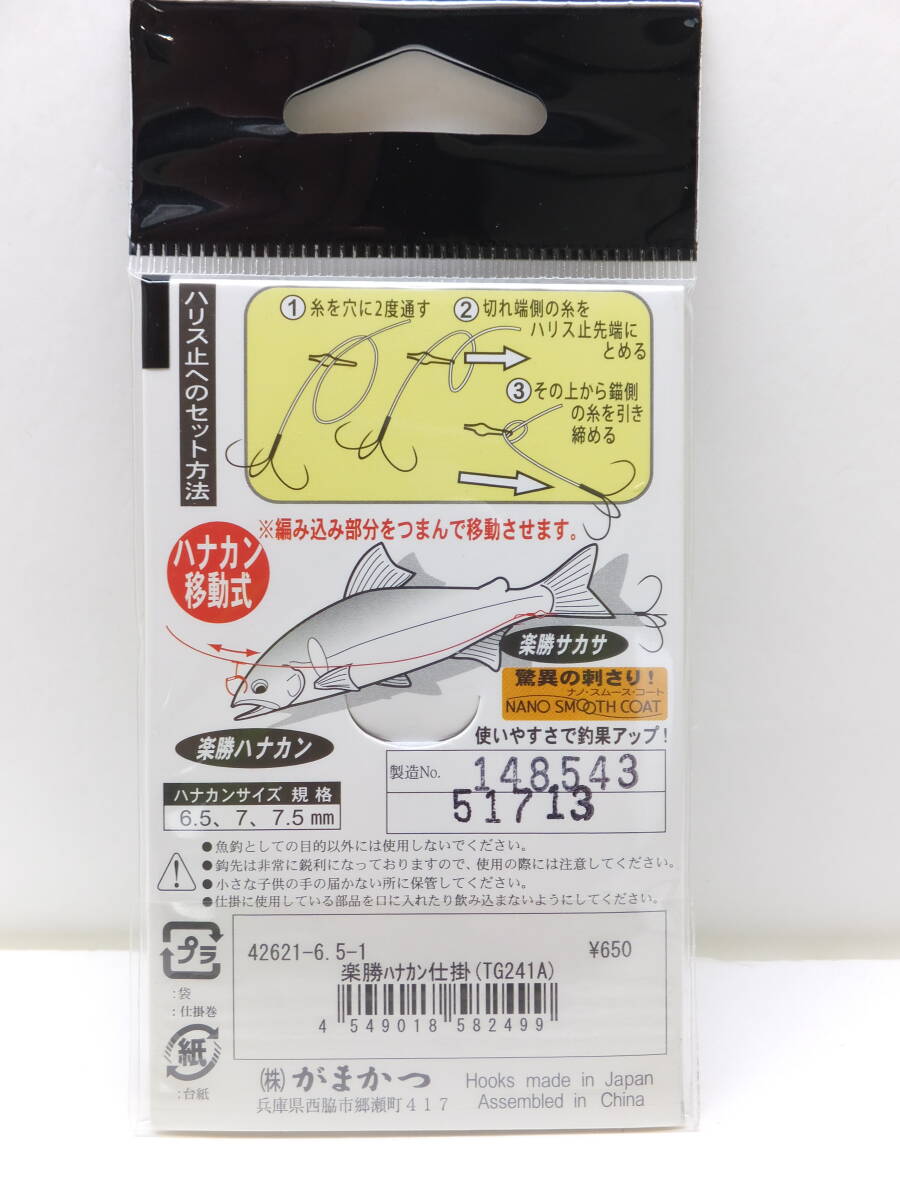 ハリス止へのセット方法
①糸を穴に2度通す
②切れ端側の糸を
ハリス止先端に
とめる
③その上から錨側
の糸を引き
締める
※編み込み部分をつまんで移動させます。
ハナカン
移動式
楽勝サカサ
驚異の刺さり!
ナノ・スムース・コート
NANO SMOOTH COAT
使いやすさで釣果アップ!
楽勝ハナカン
製造No.
148543
51713
ハナカンサイズ 規格
6.5、7、7.5㎜
●魚釣としての目的以外には使用しないでください。
●鈎先は非常に鋭利になっておりますので、使用の際には注意してください。
●小さな子供の手の届かない所に保管してください。
●仕掛に使用している部品を口に入れたり飲み込まないようにしてください。
プラ
:袋
:仕掛巻
紙
:台紙
42621-6.5-1
¥650
楽勝ﾊﾅｶﾝ仕掛(TG241A)
4 549018 582499
㈱がまかつ
兵庫県西脇市郷瀬町417
Hooks made in Japan
Assembled in China